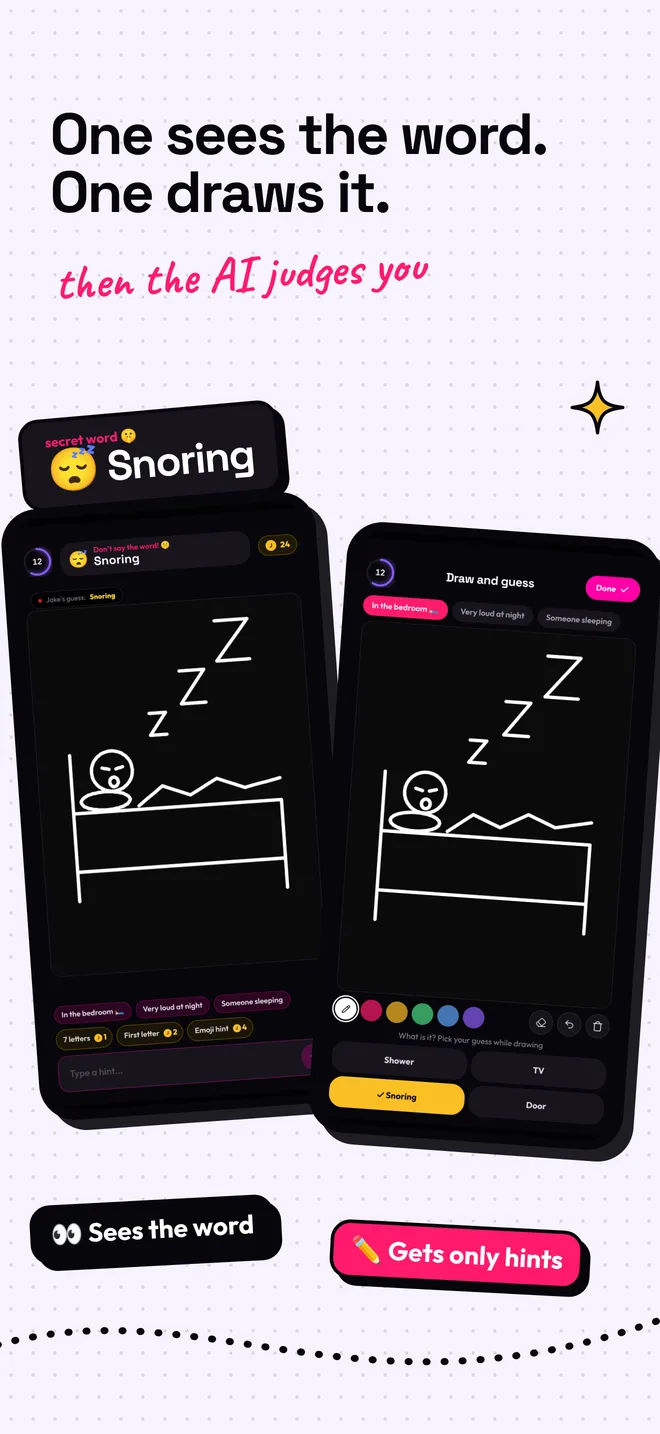 One sees the word.
One draws it.
then the AI judges you
secret word 🤫
😴 Snoring
12
Don't say the word! 🤫
😴 Snoring
24
Jake's guess: Snoring
Z
Z
Z
In the bedroom 🛏️ Very loud at night Someone sleeping
7 letters 1 First letter 2 Emoji hint 4
Type a hint...
12 Draw and guess Done ✓
In the bedroom 🛏️ Very loud at night Someone sleeping
Z
Z
Z
What is it? Pick your guess while drawing
Shower TV
✓ Snoring Door
👀 Sees the word
✏️ Gets only hints